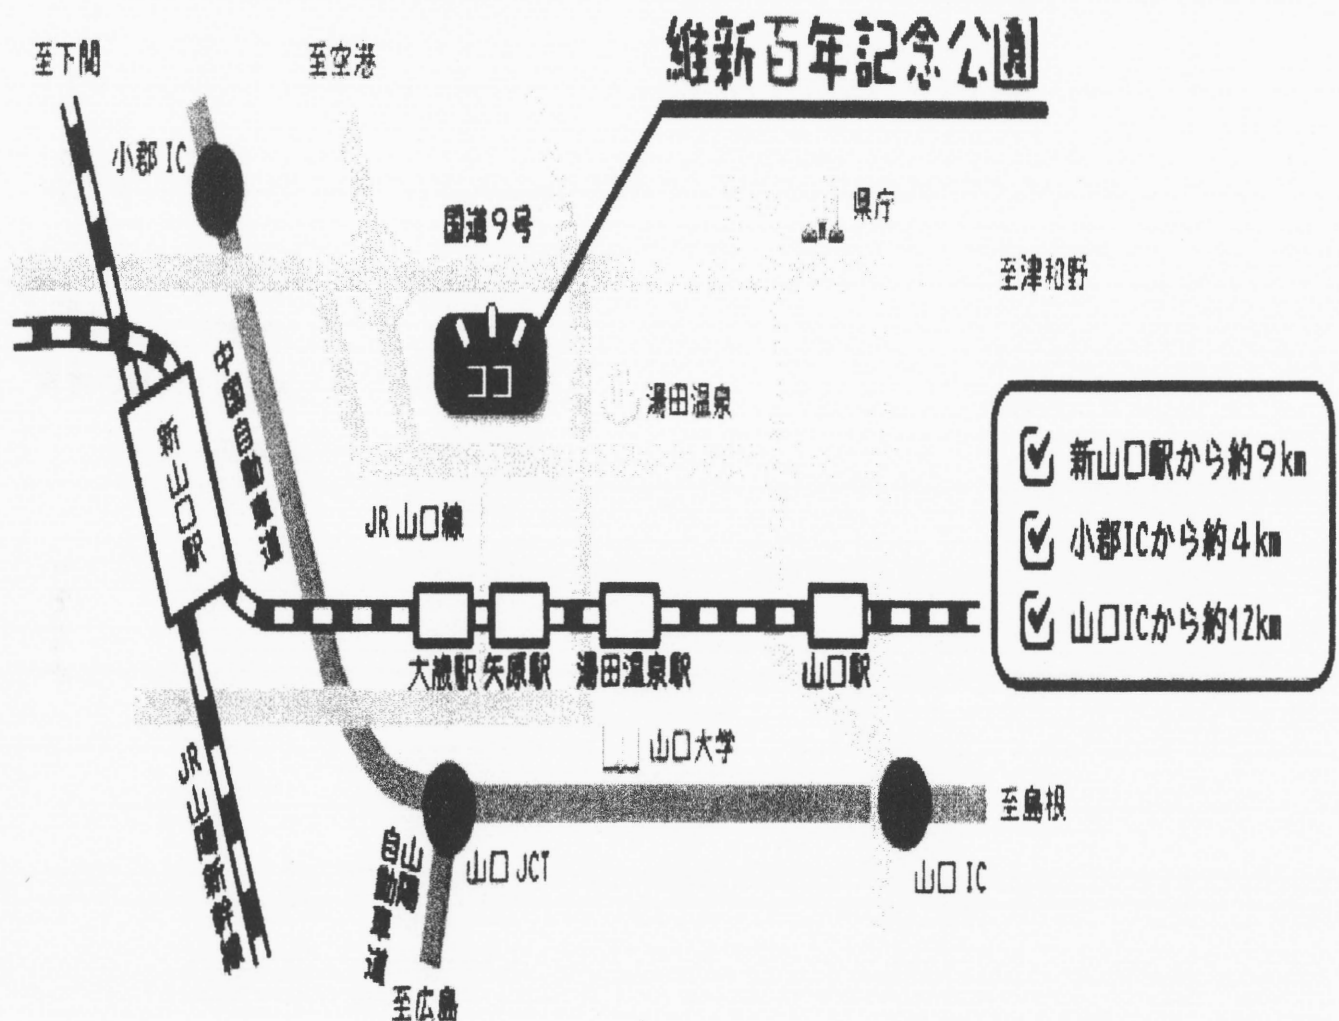 維新百年記念公園
至下関
至空港
小郡 IC
国道9号
県庁
至津和野
ココ
湯田温泉
中国自動車道
新山口駅
JR 山口線
新山口駅から約9km
小郡ICから約4km
山口ICから約12km
大歳駅
矢原駅
湯田温泉駅
山口駅
山口大学
JR山陽新幹線
山陽
自動車道
山口 JCT
至島根
山口 IC
至広島